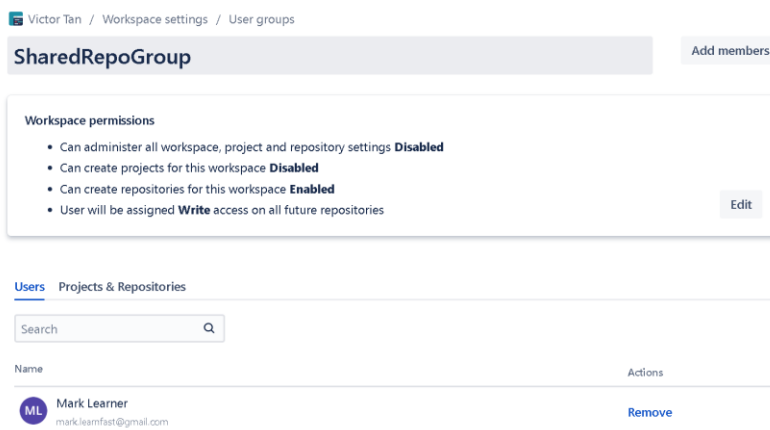 Victor Tan / Workspace settings / User groups
SharedRepoGroup
Add members
Workspace permissions
• Can administer all workspace, project and repository settings Disabled
• Can create projects for this workspace Disabled
• Can create repositories for this workspace Enabled
• User will be assigned Write access on all future repositories
Edit
Users Projects & Repositories
Search
Name Actions
ML Mark Learner Remove
mark.learnfast@gmail.com